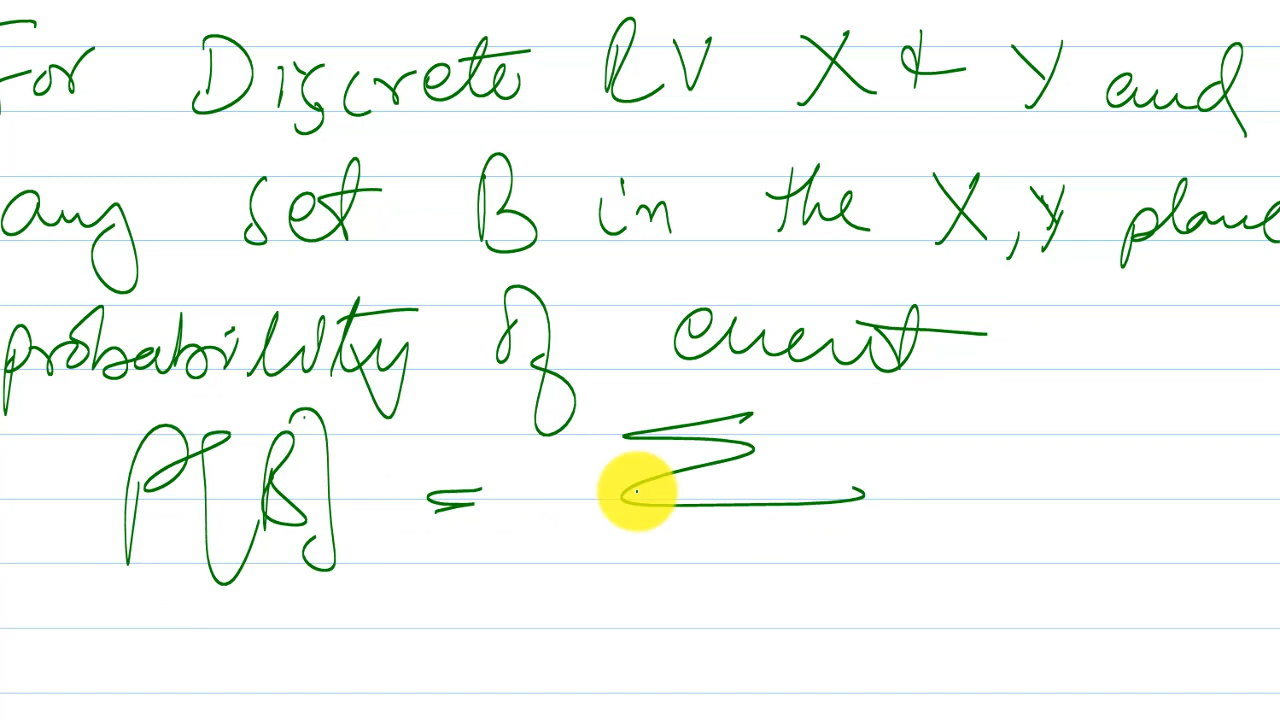 For Discrete RV X & Y and
any set B in the X, Y plane
probability of event
P[B] = Σ